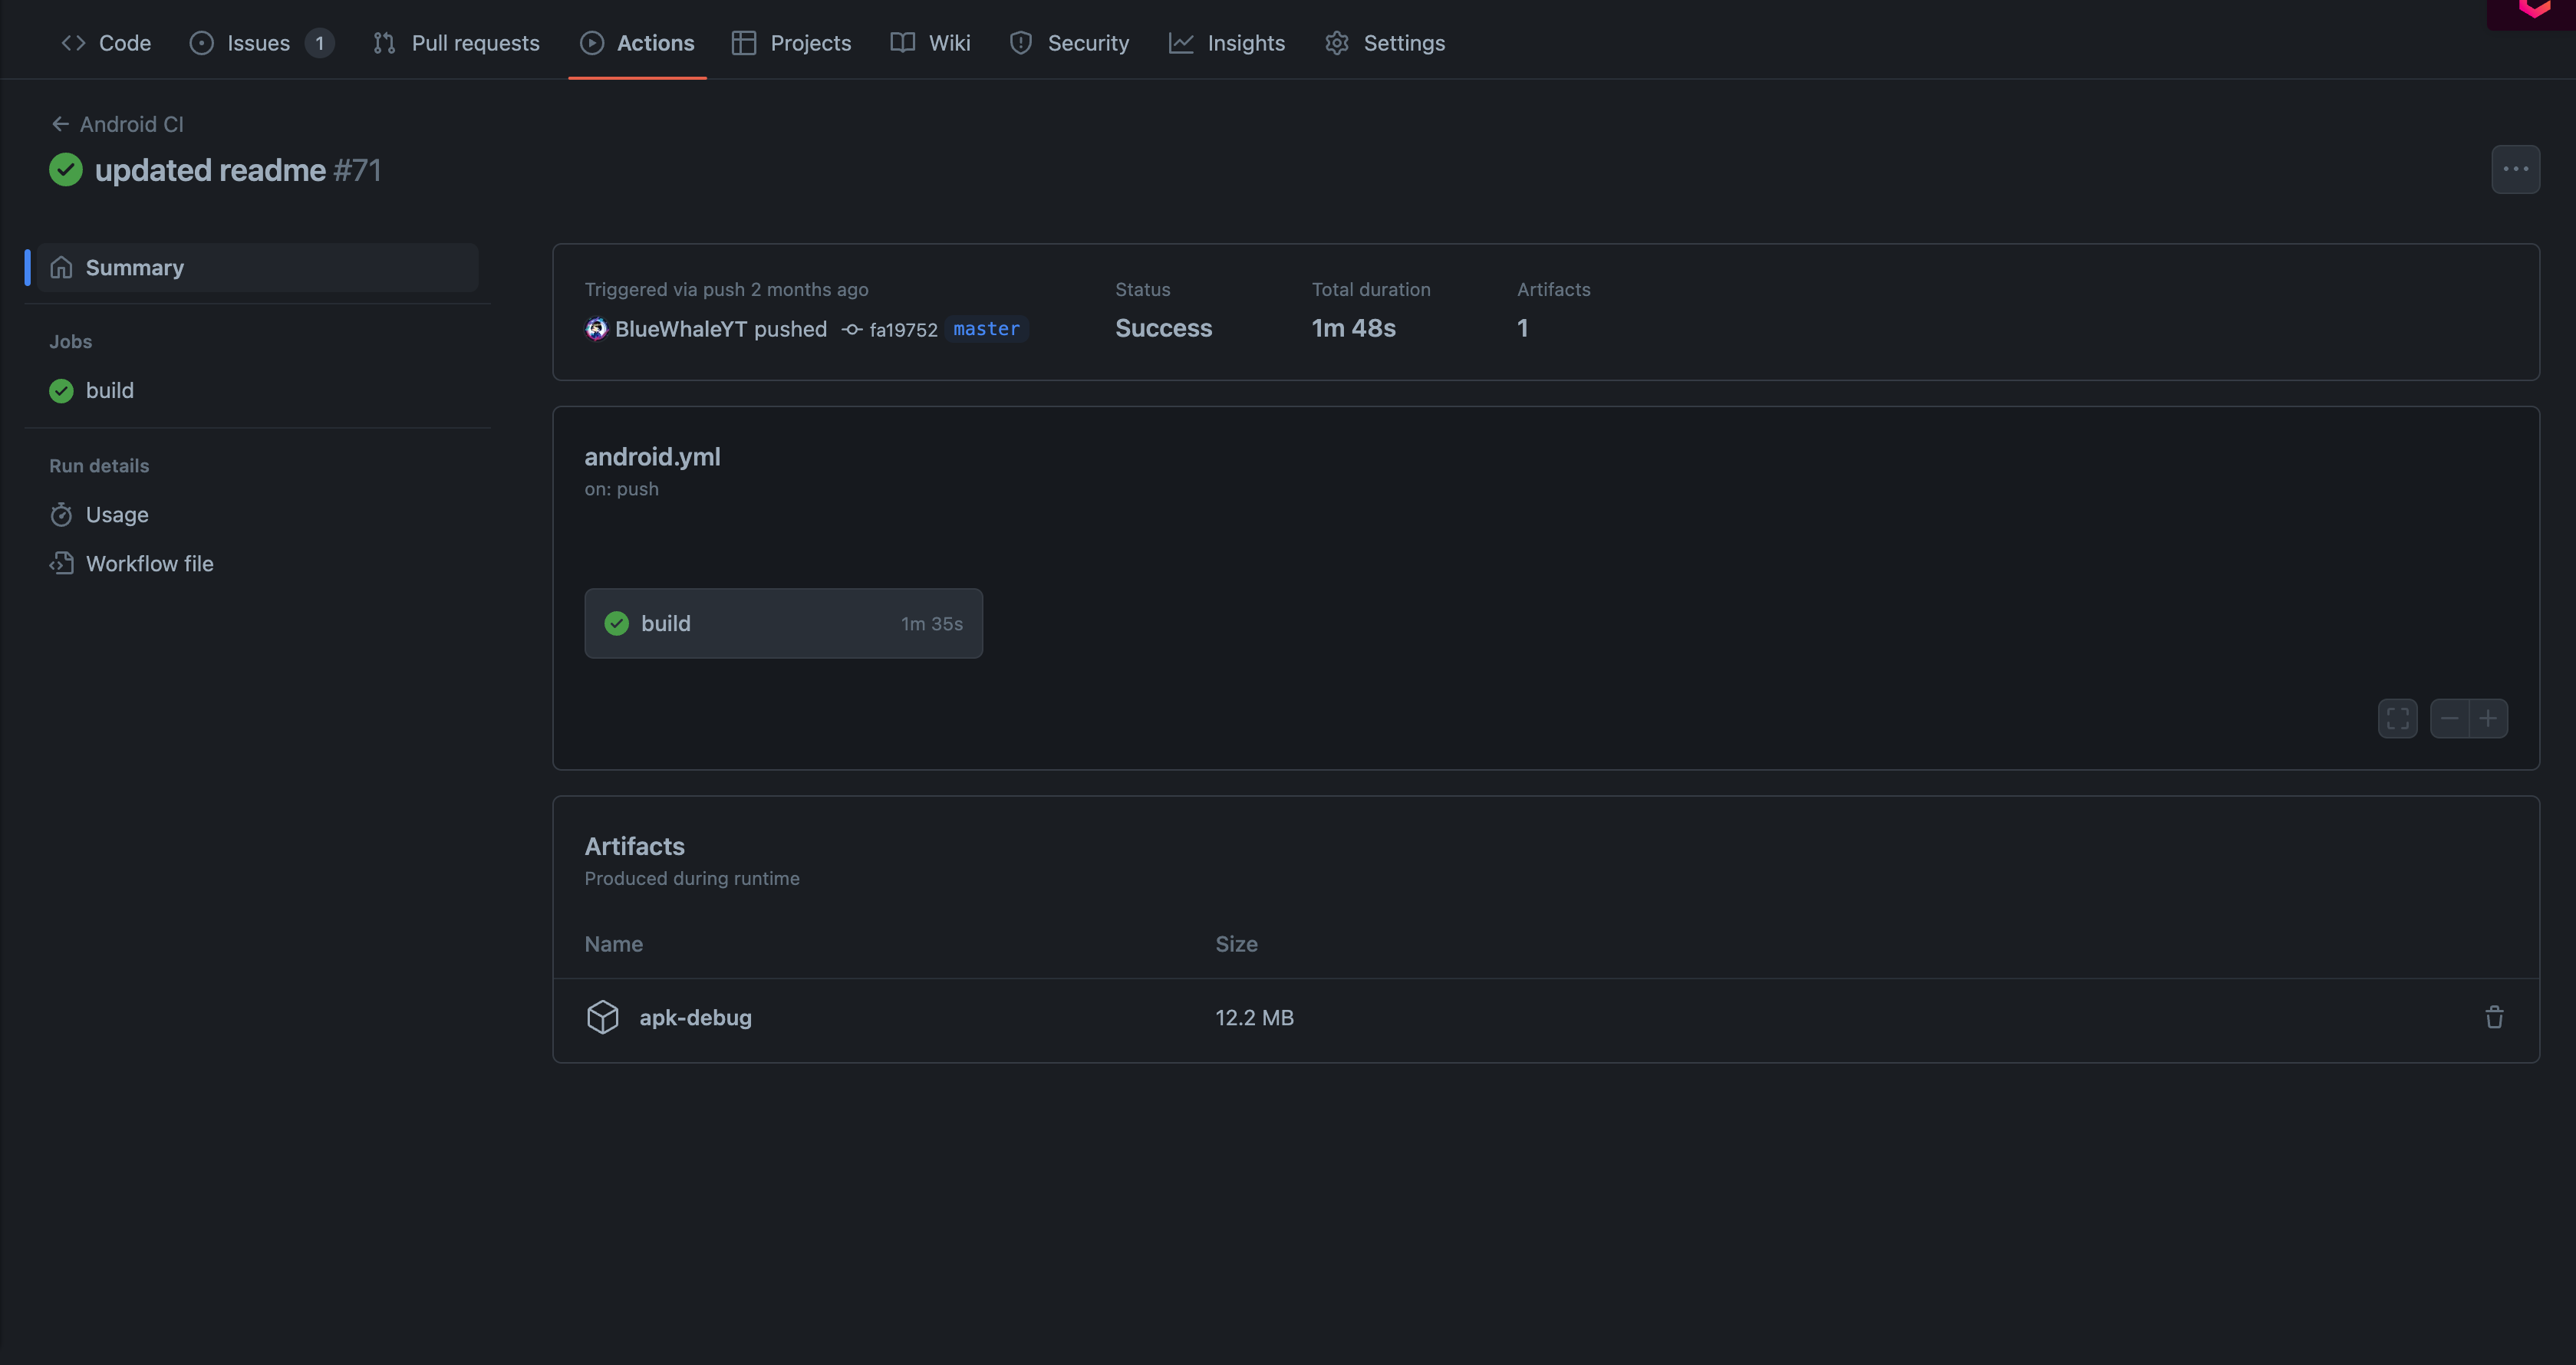 Code Issues 1 Pull requests Actions Projects Wiki Security Insights Settings
Android CI
updated readme #71
Summary
Jobs
build
Run details
Usage
Workflow file
Triggered via push 2 months ago
BlueWhaleYT pushed fa19752 master
Status
Success
Total duration
1m 48s
Artifacts
1
android.yml
on: push
build 1m 35s
Artifacts
Produced during runtime
Name Size
apk-debug 12.2 MB